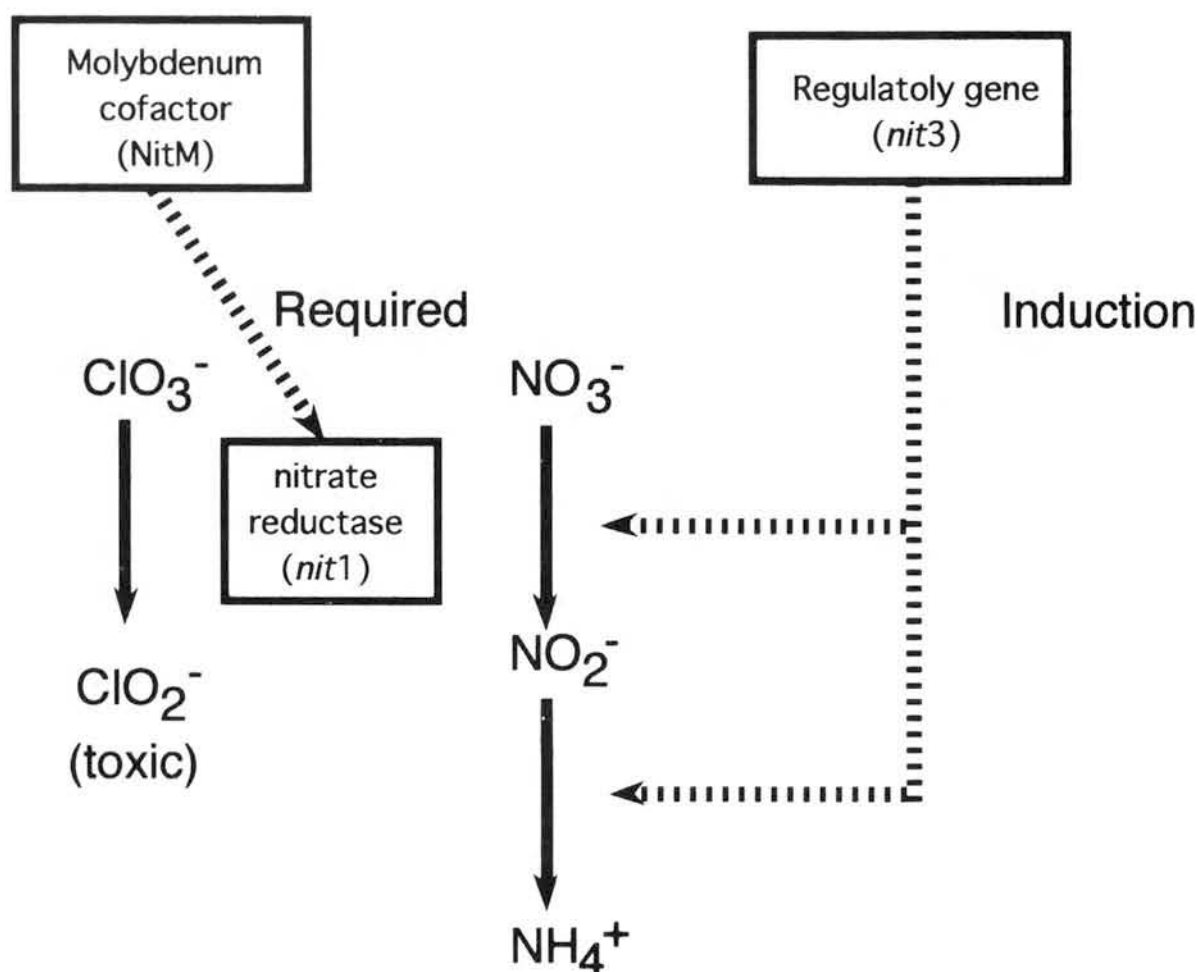 Molybdenum
cofactor
(NitM)
Regulatoly gene
(nit3)
Required
Induction
ClO₃⁻
NO₃⁻
nitrate
reductase
(nit1)
NO₂⁻
ClO₂⁻
(toxic)
NH₄⁺